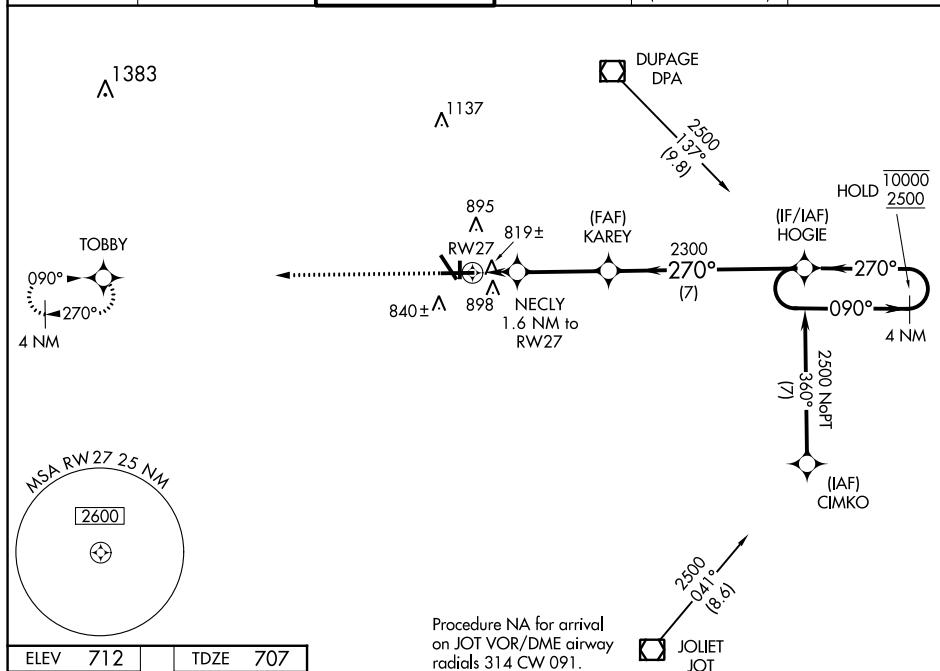 1383
1137
DUPAGE
DPA
2500
137°
(9.8)
HOLD
10000
2500
895
819±
(FAF)
KAREY
(IF/IAF)
HOGIE
TOBBY
RW27
2300
090°
270°
270°
(7)
270°
840±
898
NECLY
1.6 NM to
RW27
090°
4 NM
4 NM
2500 NoPT
360°
(7)
(IAF)
CIMKO
MSA RW27 25 NM
2600
2500
041°
(8.6)
Procedure NA for arrival
on JOT VOR/DME airway
radials 314 CW 091.
JOLIET
JOT
ELEV 712
TDZE 707